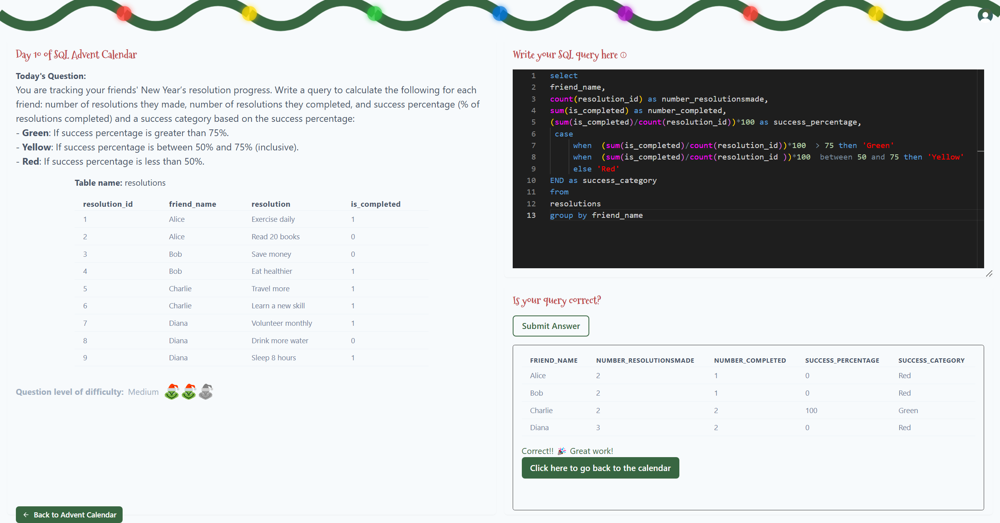 Day 10 of SQL Advent Calendar
Today's Question:
You are tracking your friends' New Year’s resolution progress. Write a query to calculate the following for each
friend: number of resolutions they made, number of resolutions they completed, and success percentage (% of
resolutions completed) and a success category based on the success percentage:
- Green: If success percentage is greater than 75%.
- Yellow: If success percentage is between 50% and 75% (inclusive).
- Red: If success percentage is less than 50%.
Table name: resolutions
resolution_id friend_name resolution is_completed
1 Alice Exercise daily 1
2 Alice Read 20 books 0
3 Bob Save money 0
4 Bob Eat healthier 1
5 Charlie Travel more 1
6 Charlie Learn a new skill 1
7 Diana Volunteer monthly 1
8 Diana Drink more water 0
9 Diana Sleep 8 hours 1
Question level of difficulty: Medium
← Back to Advent Calendar
Write your SQL query here
1 select
2 friend_name,
3 count(resolution_id) as number_resolutionsmade,
4 sum(is_completed) as number_completed,
5 (sum(is_completed)/count(resolution_id))*100 as success_percentage,
6 case
7 when (sum(is_completed)/count(resolution_id))*100 > 75 then 'Green'
8 when (sum(is_completed)/count(resolution_id ))*100 between 50 and 75 then 'Yellow'
9 else 'Red'
10 END as success_category
11 from
12 resolutions
13 group by friend_name
Is your query correct?
Submit Answer
FRIEND_NAME NUMBER_RESOLUTIONSMADE NUMBER_COMPLETED SUCCESS_PERCENTAGE SUCCESS_CATEGORY
Alice 2 1 0 Red
Bob 2 1 0 Red
Charlie 2 2 100 Green
Diana 3 2 0 Red
Correct!! 🎉 Great work!
Click here to go back to the calendar